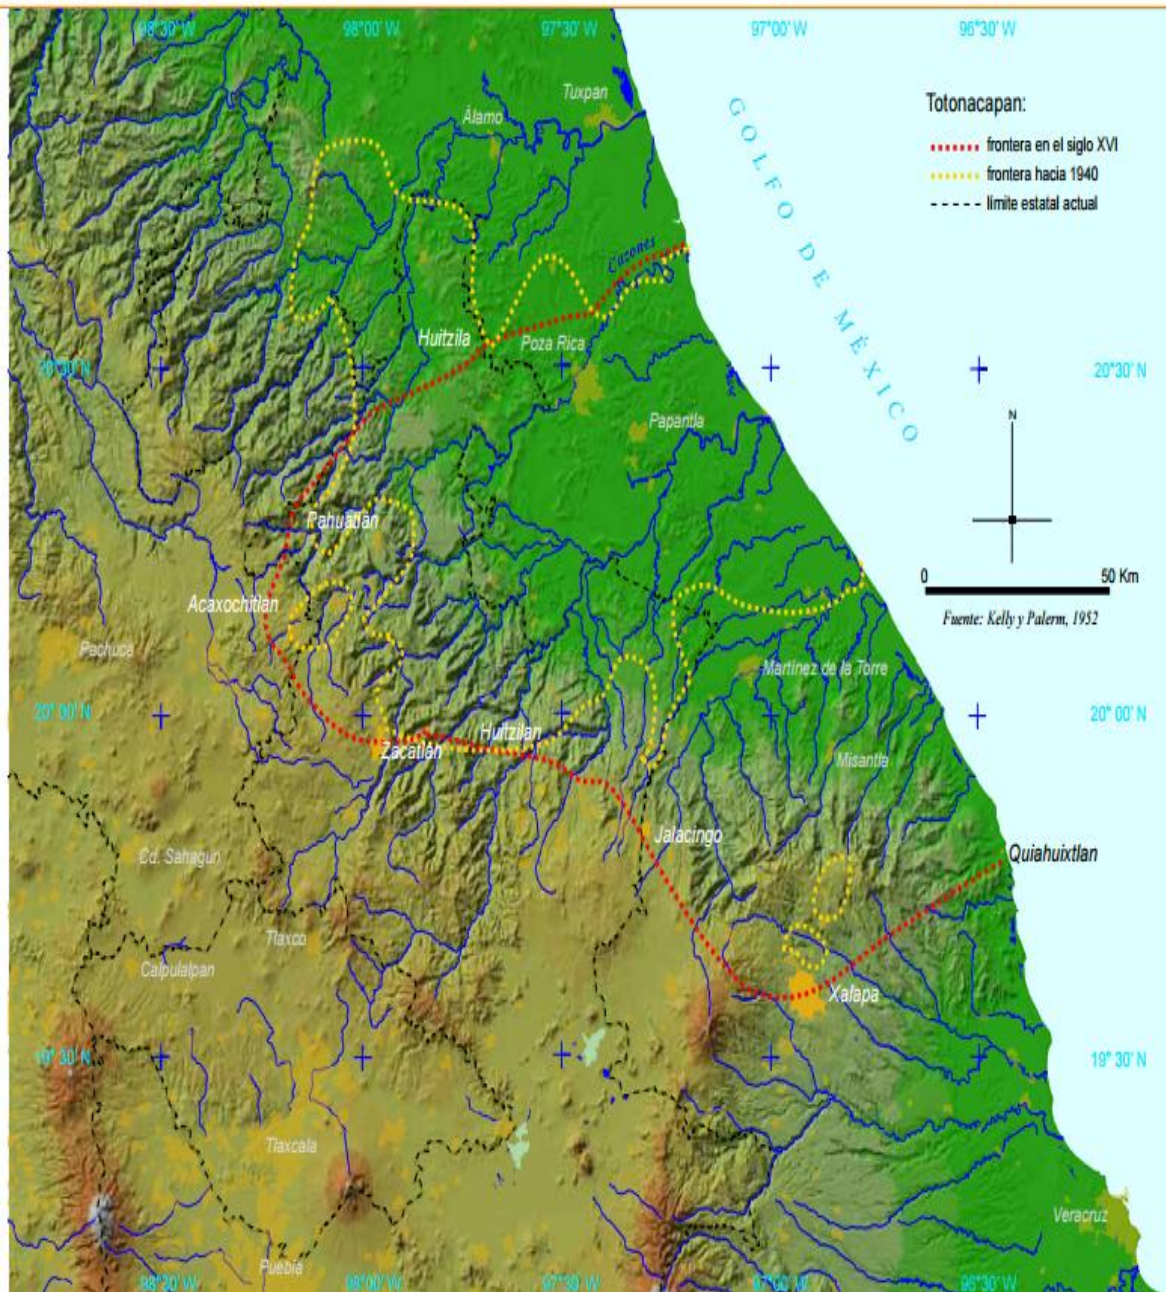 98°30' W
98°00' W
97°30' W
97°00' W
96°30' W
Totonacapan:
frontera en el siglo XVI
frontera hacia 1940
límite estatal actual
GOLFO DE MÉXICO
Tuxpan
Álamo
Cazones
Huitzila
Poza Rica
20°30' N
20°30' N
Papantla
N
Pahuatlán
0 50 Km
Fuente: Kelly y Palerm, 1952
Acaxochitlán
Pachuca
Martínez de la Torre
20°00' N
20°00' N
Huitzilan
Zacatlán
Misantla
Jalacingo
Quiahuixtlan
Cd. Sahagún
Tlaxco
Calpulalpan
Xalapa
19°30' N
19°30' N
Tlaxcala
Veracruz
Puebla
98°30' W
98°00' W
97°30' W
97°00' W
96°30' W